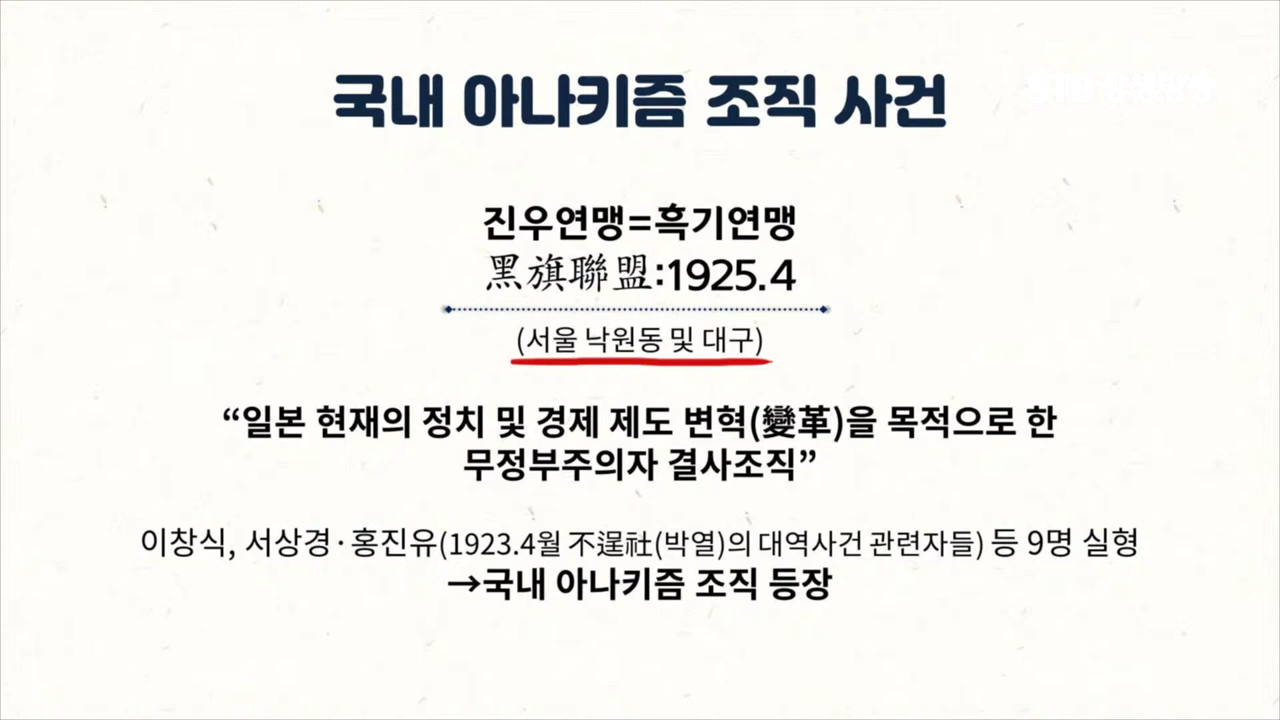 국내 아나키즘 조직 사건
진우연맹=흑기연맹
黑旗聯盟:1925.4
(서울 낙원동 및 대구)
“일본 현재의 정치 및 경제 제도 변혁(變革)을 목적으로 한
무정부주의자 결사조직”
이창식, 서상경·홍진유(1923.4월 不逞社(박열)의 대역사건 관련자들) 등 9명 실형
→국내 아나키즘 조직 등장